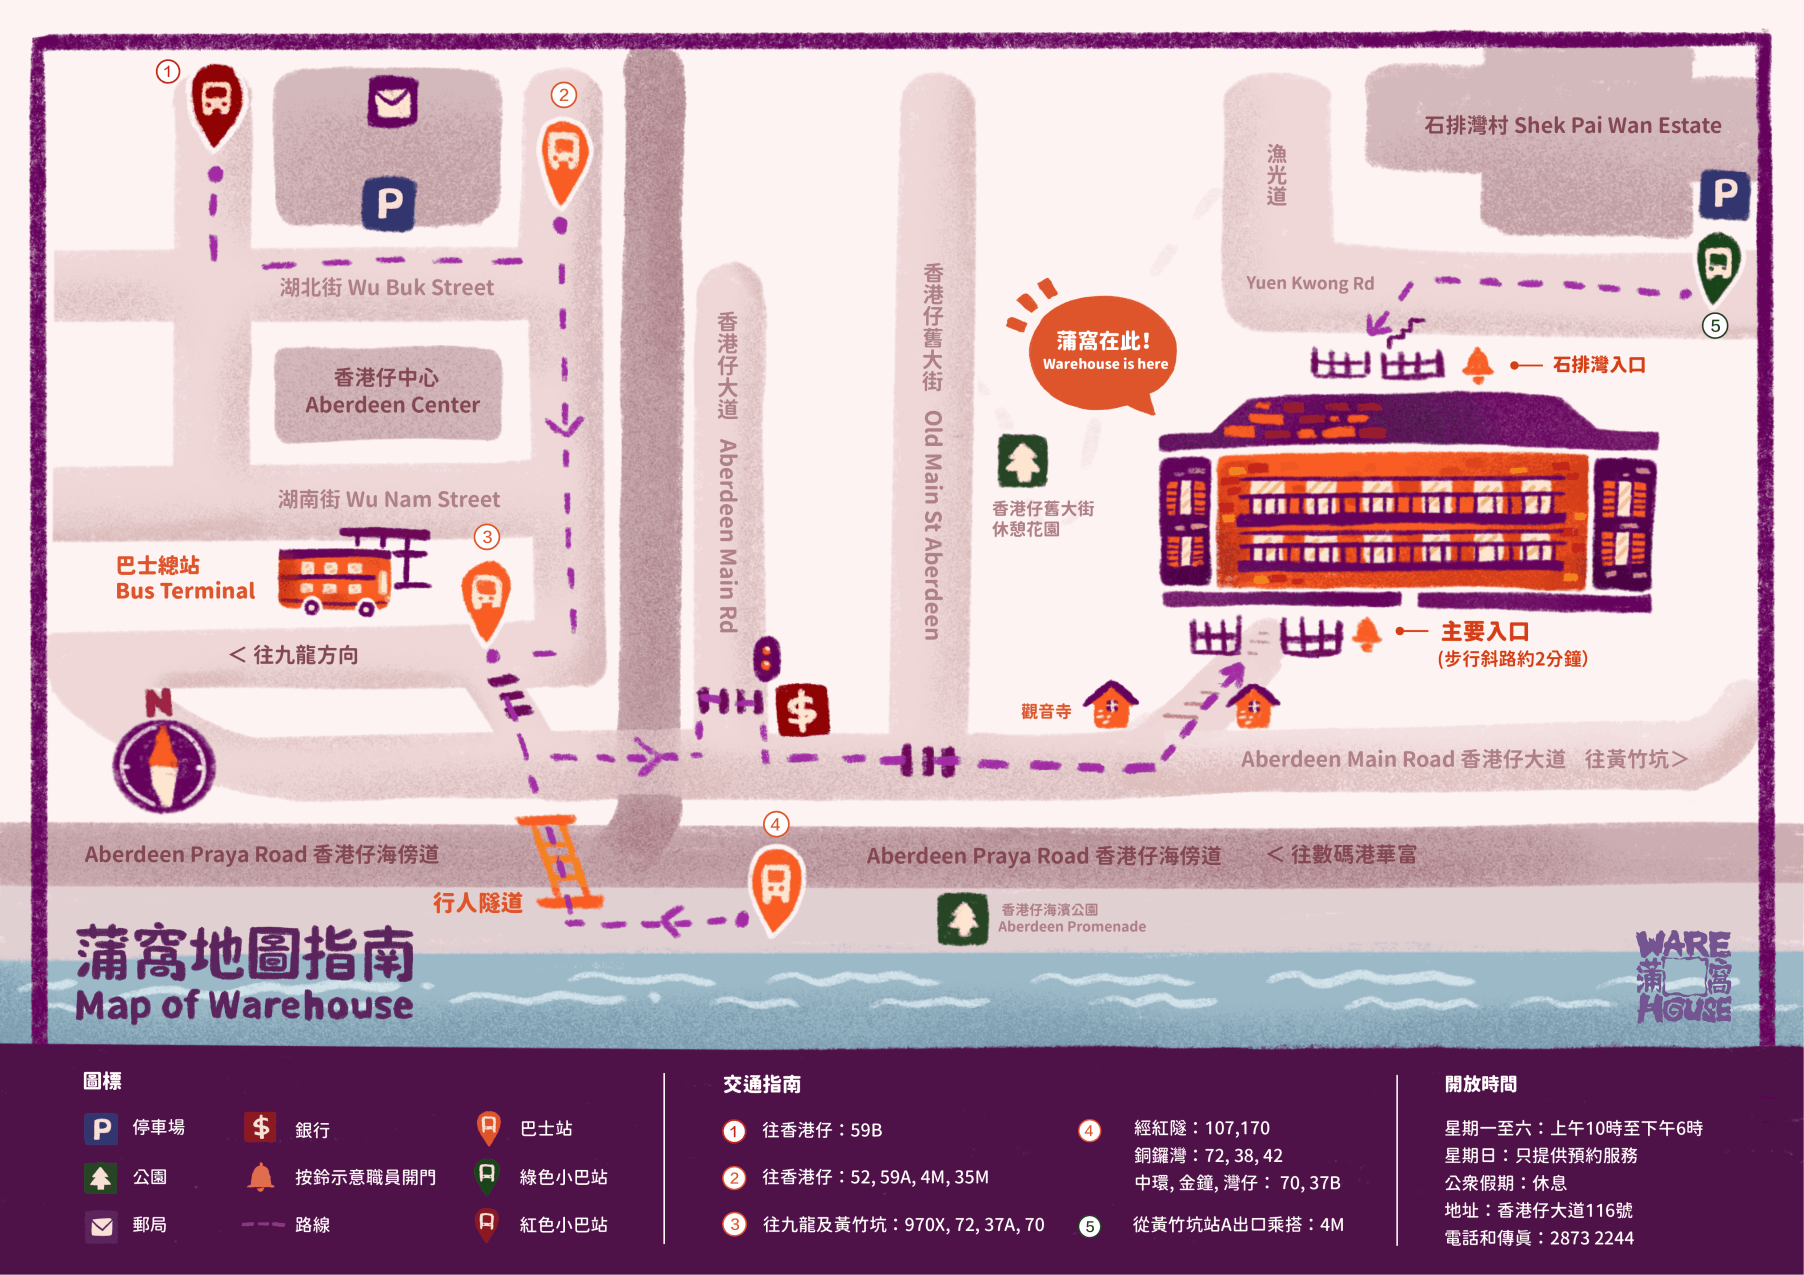 1
2
石排灣村 Shek Pai Wan Estate
漁光道
P
P
湖北街 Wu Buk Street
Yuen Kwong Rd
5
香港仔大道 Aberdeen Main Rd
香港仔舊大街 Old Main St Aberdeen
蒲窩在此!
Warehouse is here
石排灣入口
香港仔中心
Aberdeen Center
湖南街 Wu Nam Street
香港仔舊大街
休憩花園
3
巴士總站
Bus Terminal
主要入口
(步行斜路約2分鐘)
< 往九龍方向
N
$
觀音寺
Aberdeen Main Road 香港仔大道 往黃竹坑>
4
Aberdeen Praya Road 香港仔海傍道
Aberdeen Praya Road 香港仔海傍道 < 往數碼港華富
行人隧道
香港仔海濱公園
Aberdeen Promenade
蒲窩地圖指南
Map of Warehouse
WARE
蒲窩
HOUSE
圖標
P 停車場
$ 銀行
巴士站
公園
按鈴示意職員開門
綠色小巴站
郵局
路線
紅色小巴站
交通指南
1 往香港仔：59B
2 往香港仔：52, 59A, 4M, 35M
3 往九龍及黃竹坑：970X, 72, 37A, 70
4 經紅隧：107,170
銅鑼灣：72, 38, 42
中環, 金鐘, 灣仔： 70, 37B
5 從黃竹坑站A出口乘搭：4M
開放時間
星期一至六：上午10時至下午6時
星期日：只提供預約服務
公衆假期：休息
地址：香港仔大道116號
電話和傳眞：2873 2244